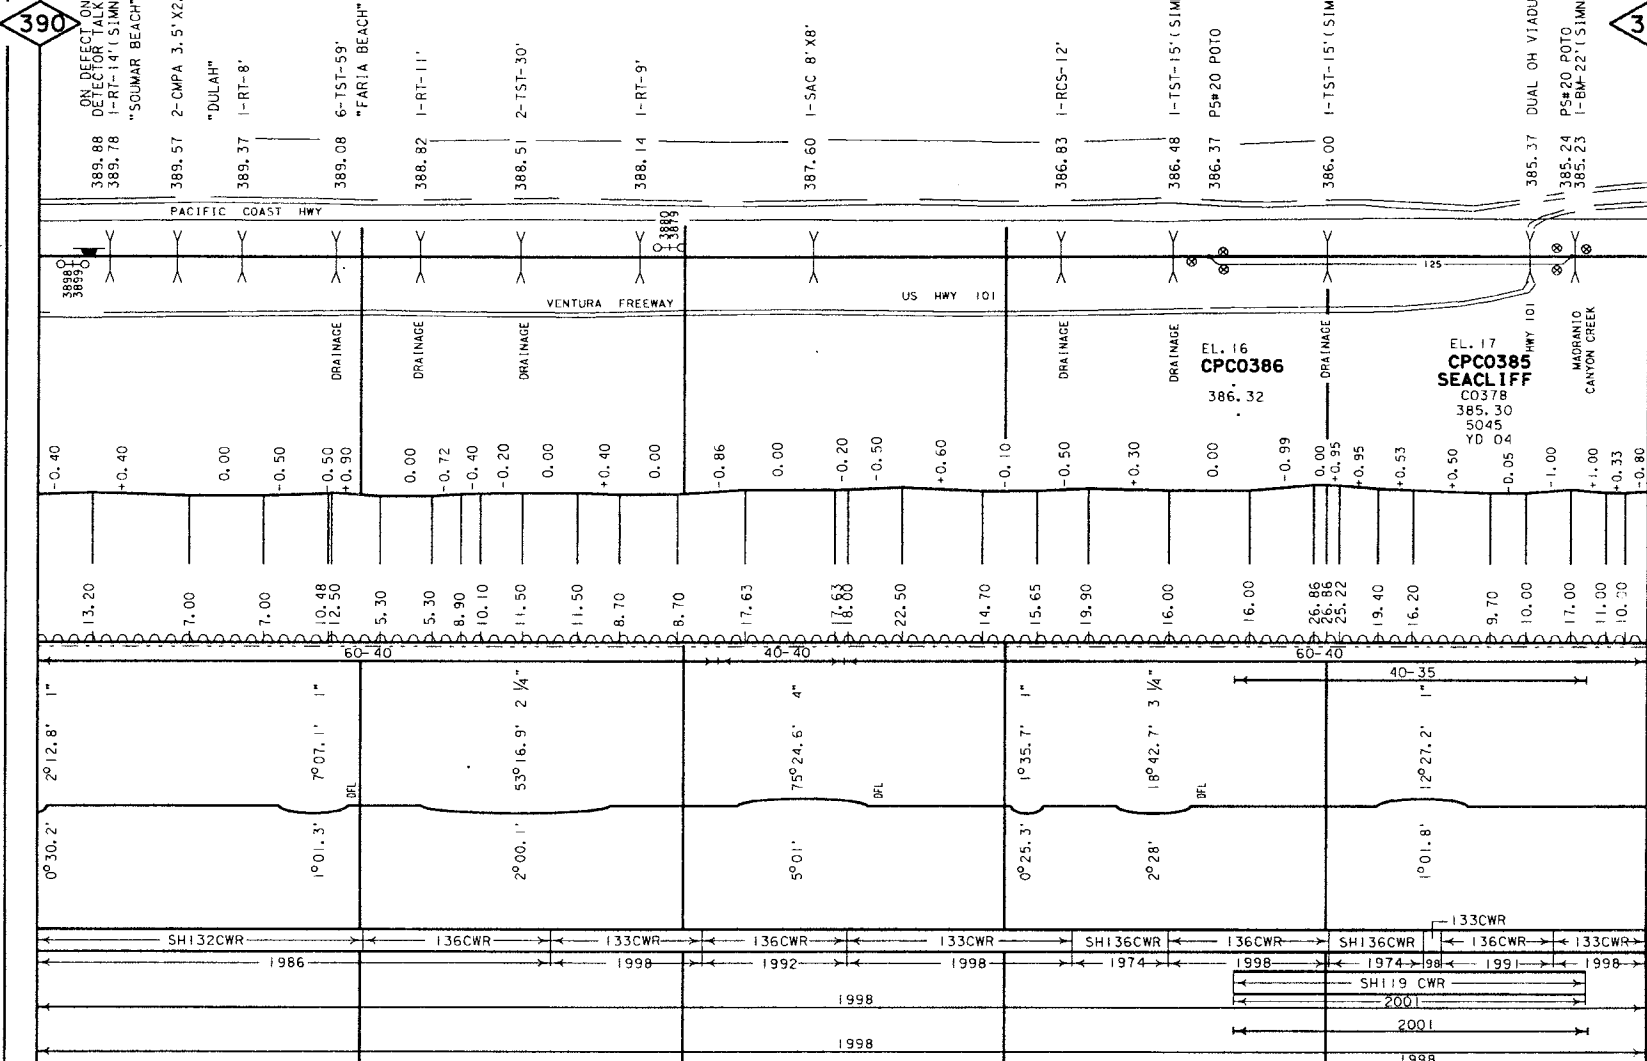 390
3
ON DEFECT ON
389.88 DETECTOR TALK
389.78 1-RT-14'(SIMN
"SOUMAR BEACH"
389.57 2-CMPA 3.5'X2.
"DULAH"
389.37 1-RT-8'
389.08 6-TST-59'
"FARIA BEACH"
388.82 1-RT-11'
388.51 2-TST-30'
388.14 1-RT-9'
387.60 1-SAC 8'X8'
386.83 1-RCS-12'
386.48 1-TST-15'(SIM
386.37 PS#20 POTO
386.00 1-TST-15'(SIM
385.37 DUAL OH VIADU
385.24 PS#20 POTO
385.23 1-BM-22'(SIMN
PACIFIC COAST HWY
3898
3899
3880
3879
125
VENTURA FREEWAY
US HWY 101
DRAINAGE
DRAINAGE
DRAINAGE
DRAINAGE
DRAINAGE
EL. 16
CPC0386
386.32
DRAINAGE
EL. 17
CPC0385
SEACLIFF
C0378
385.30
5045
YD 04
HWY 101
MADRANIO
CANYON CREEK
-0.40
+0.40
0.00
-0.50
-0.50
+0.90
0.00
-0.72
-0.40
-0.20
0.00
+0.40
0.00
-0.86
0.00
-0.20
-0.50
+0.60
-0.10
-0.50
+0.30
0.00
-0.99
0.00
+0.95
+0.95
+0.53
+0.50
-0.05
-1.00
+1.00
+0.33
-0.80
13.20
7.00
7.00
10.48
12.50
5.30
5.30
8.90
10.10
11.50
11.50
8.70
8.70
17.63
17.63
18.00
22.50
14.70
15.65
19.90
16.00
16.00
26.86
26.86
25.22
19.40
16.20
9.70
10.00
17.00
11.00
10.00
60-40
40-40
60-40
40-35
2°12.8' 1"
7°07.1' 1"
53°16.9' 2 1/4"
75°24.6' 4"
1°35.7' 1"
18°42.7' 3 1/4"
12°27.2' 1"
DFL
DFL
DFL
0°30.2'
1°01.3'
2°00.1'
5°01'
0°25.3'
2°28'
1°01.8'
133CWR
SH132CWR 136CWR 133CWR 136CWR 133CWR SH136CWR 136CWR SH136CWR 136CWR 133CWR
1986 1998 1992 1998 1974 1998 1974 98 1991 1998
SH119 CWR
1998
2001
2001
1998
1998